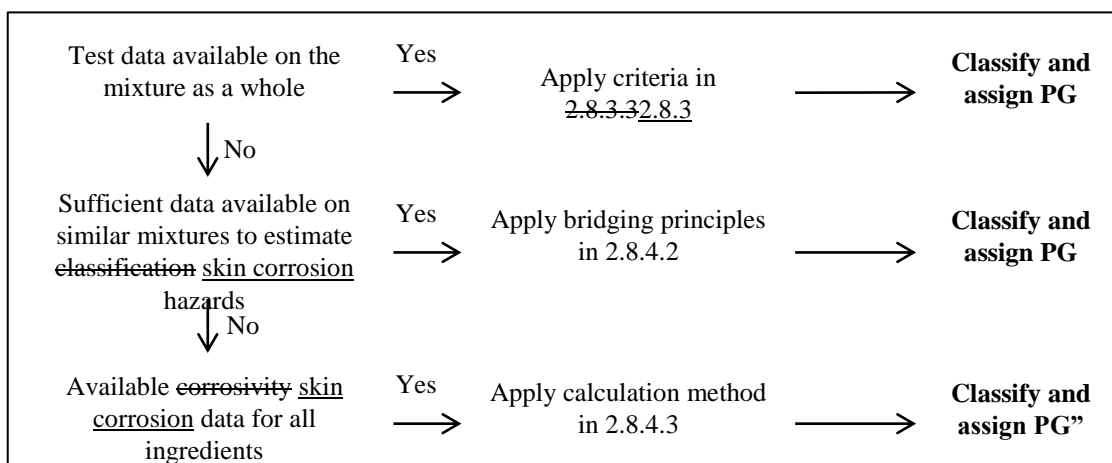 Test data available on the
mixture as a whole
Yes
Apply criteria in
2.8.3.32.8.3
Classify and
assign PG
No
Sufficient data available on
similar mixtures to estimate
classification skin corrosion
hazards
Yes
Apply bridging principles
in 2.8.4.2
Classify and
assign PG
No
Available corrosivity skin
corrosion data for all
ingredients
Yes
Apply calculation method
in 2.8.4.3
Classify and
assign PG”